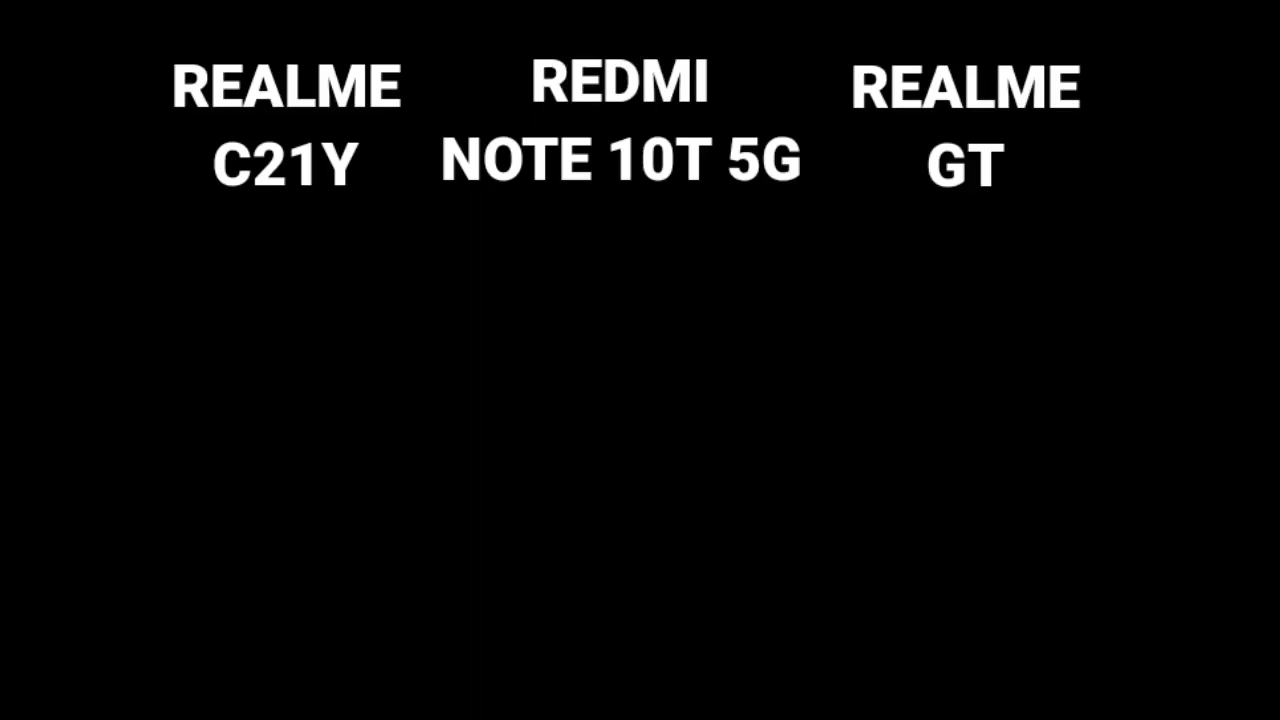 REALME
C21Y
REDMI
NOTE 10T 5G
REALME
GT